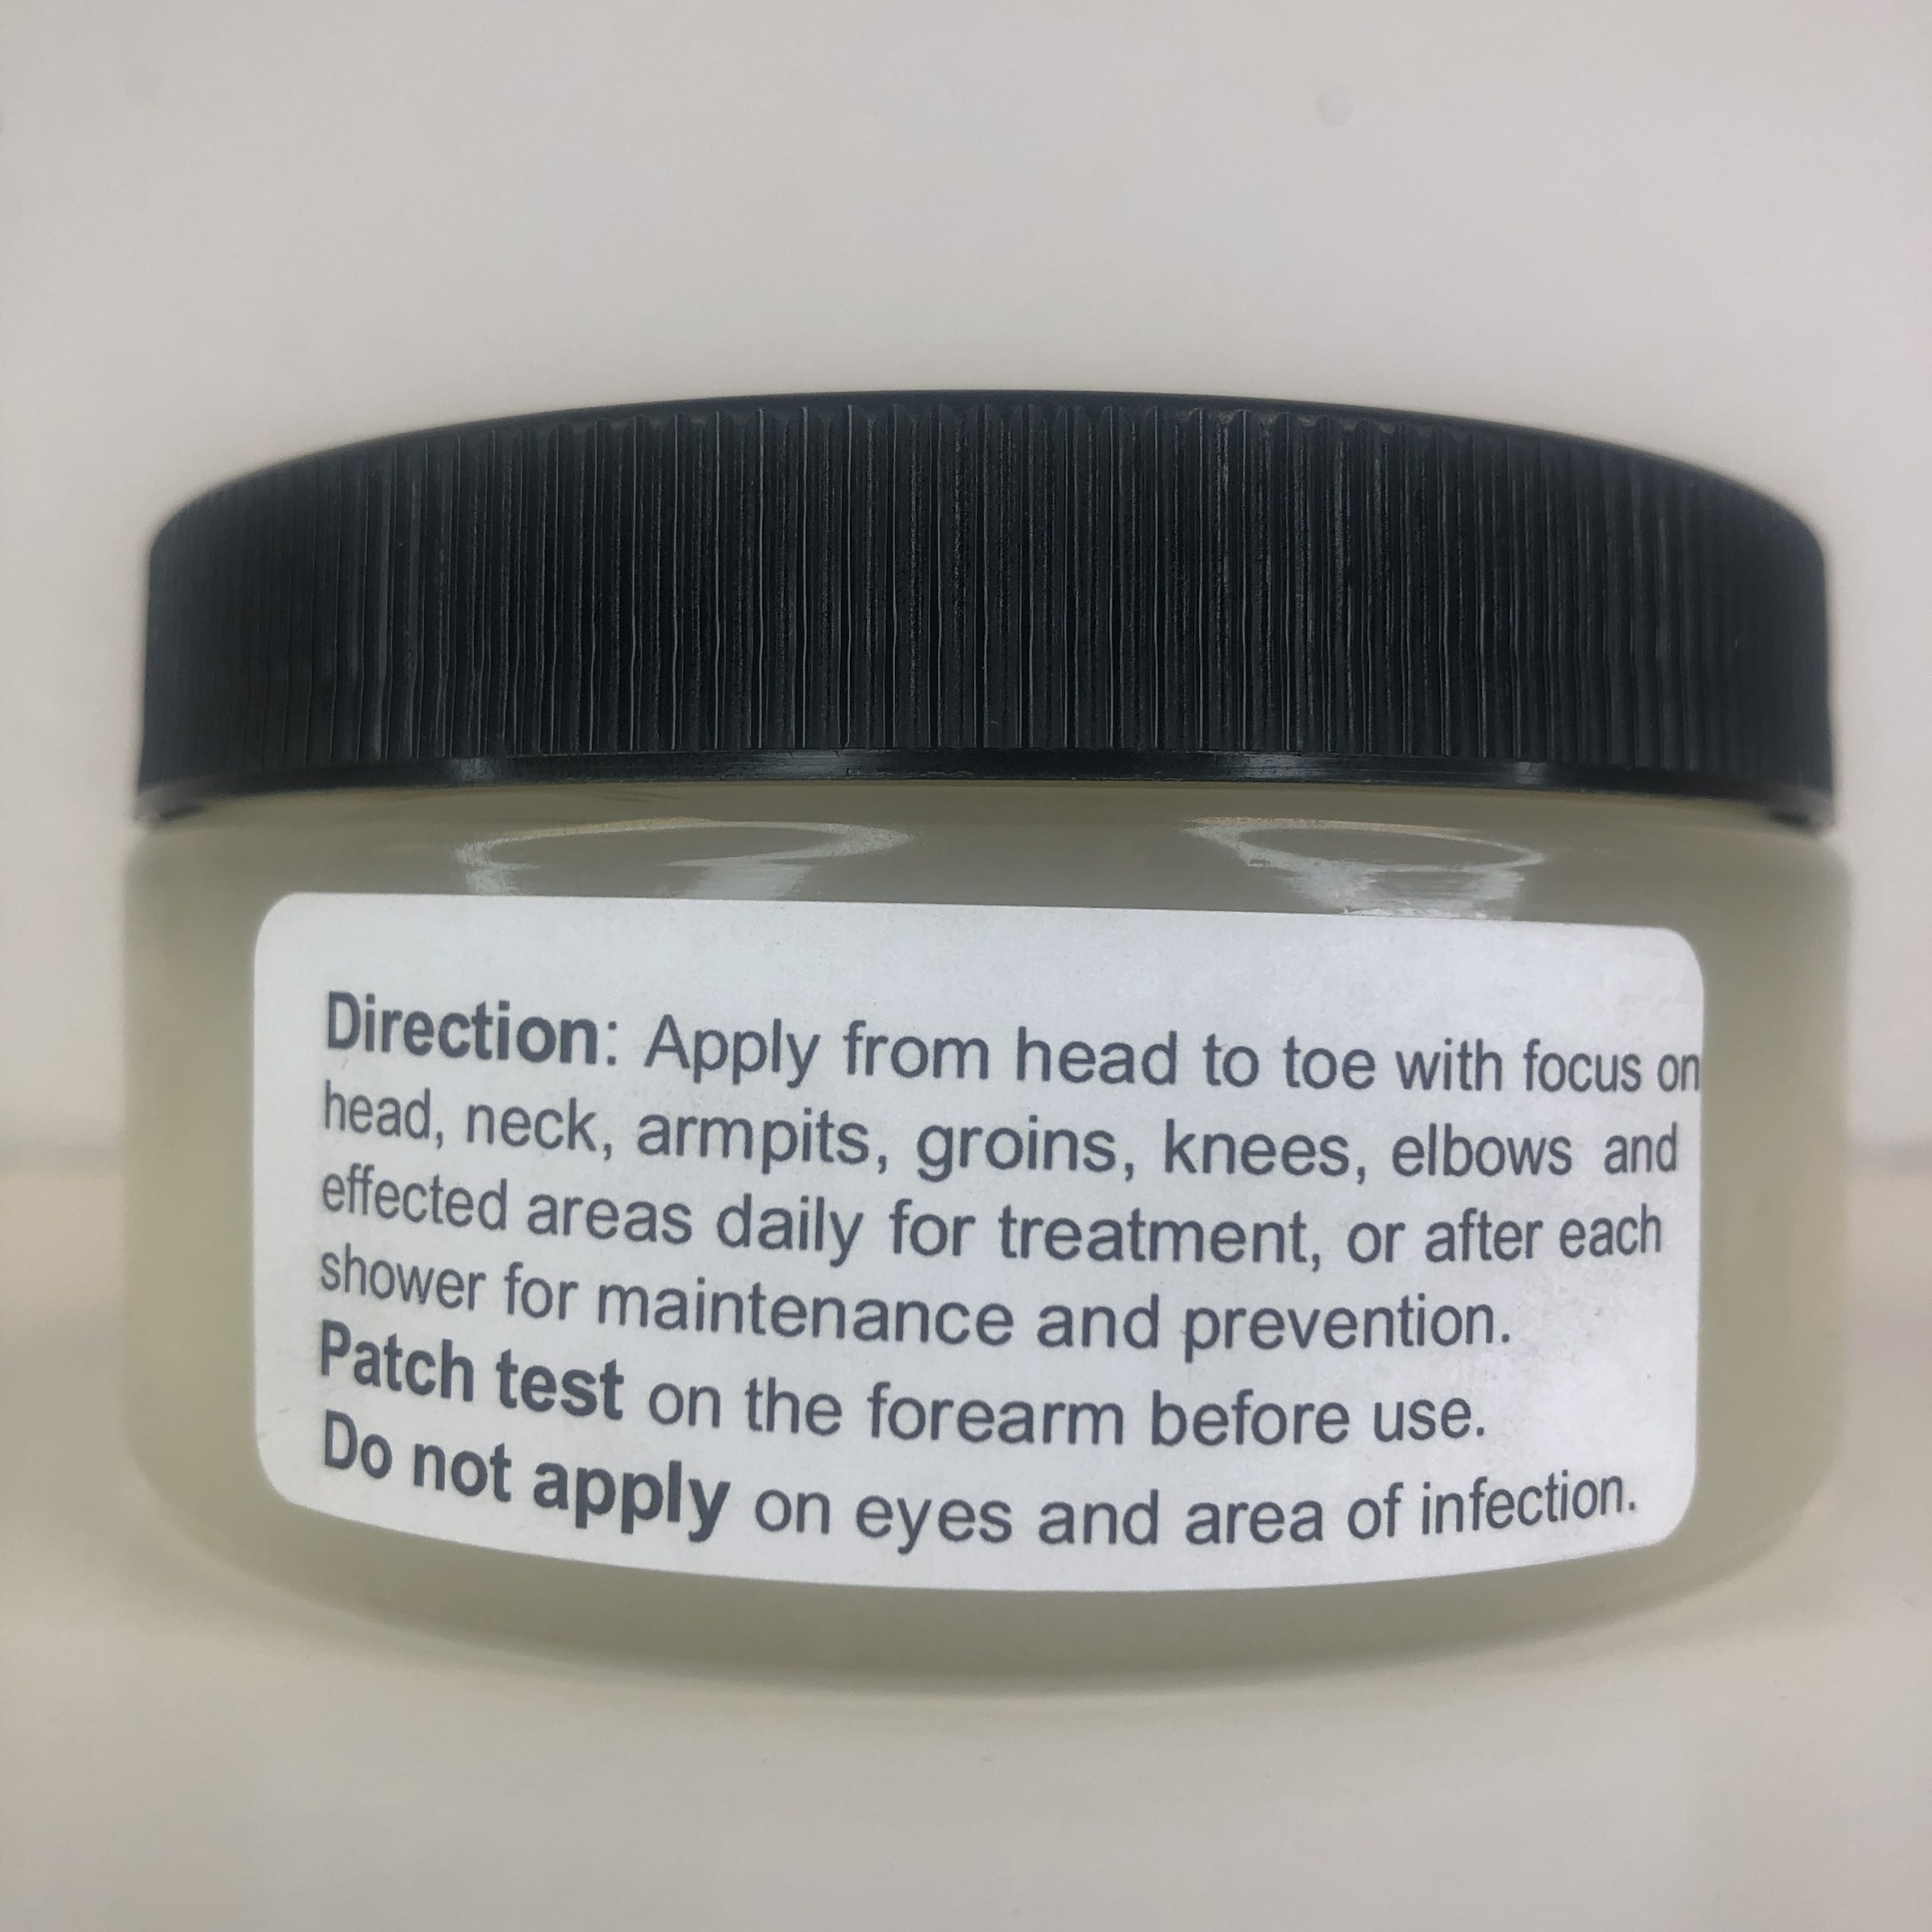 Direction: Apply from head to toe with focus on
head, neck, armpits, groins, knees, elbows and
effected areas daily for treatment, or after each
shower for maintenance and prevention.
Patch test on the forearm before use.
Do not apply on eyes and area of infection.